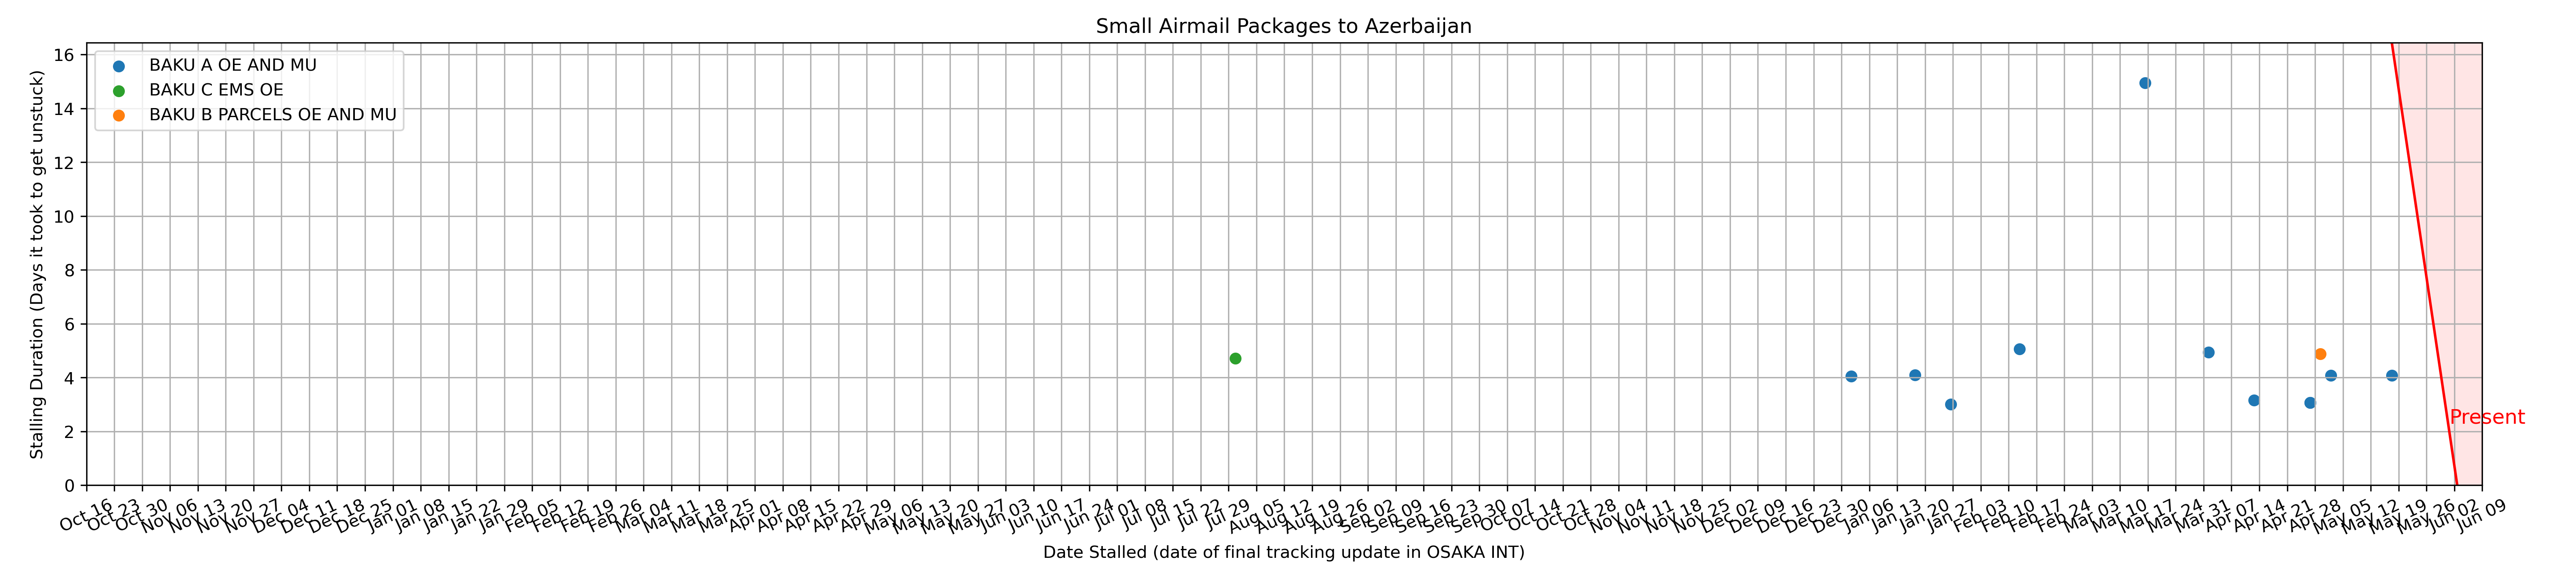 Small Airmail Packages to Azerbaijan
BAKU A OE AND MU
BAKU C EMS OE
BAKU B PARCELS OE AND MU
Stalling Duration (Days it took to get unstuck)
16
14
12
10
8
6
4
2
0
Present
Oct 16 Oct 23 Oct 30 Nov 06 Nov 13 Nov 20 Nov 27 Dec 04 Dec 11 Dec 18 Dec 25 Jan 01 Jan 08 Jan 15 Jan 22 Jan 29 Feb 05 Feb 12 Feb 19 Feb 26 Mar 04 Mar 11 Mar 18 Mar 25 Apr 01 Apr 08 Apr 15 Apr 22 Apr 29 May 06 May 13 May 20 May 27 Jun 03 Jun 10 Jun 17 Jun 24 Jul 01 Jul 08 Jul 15 Jul 22 Jul 29 Aug 05 Aug 12 Aug 19 Aug 26 Sep 02 Sep 09 Sep 16 Sep 23 Sep 30 Oct 07 Oct 14 Oct 21 Oct 28 Nov 04 Nov 11 Nov 18 Nov 25 Dec 02 Dec 09 Dec 16 Dec 23 Dec 30 Jan 06 Jan 13 Jan 20 Jan 27 Feb 03 Feb 10 Feb 17 Feb 24 Mar 03 Mar 10 Mar 17 Mar 24 Mar 31 Apr 07 Apr 14 Apr 21 Apr 28 May 05 May 12 May 19 May 26 Jun 02 Jun 09
Date Stalled (date of final tracking update in OSAKA INT)